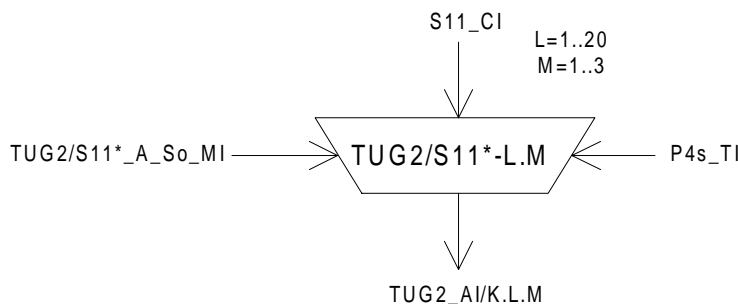 S11_CI
L=1..20
M=1..3
TUG2/S11*_A_So_MI
TUG2/S11*-L.M
P4s_TI
TUG2_AI/K.L.M